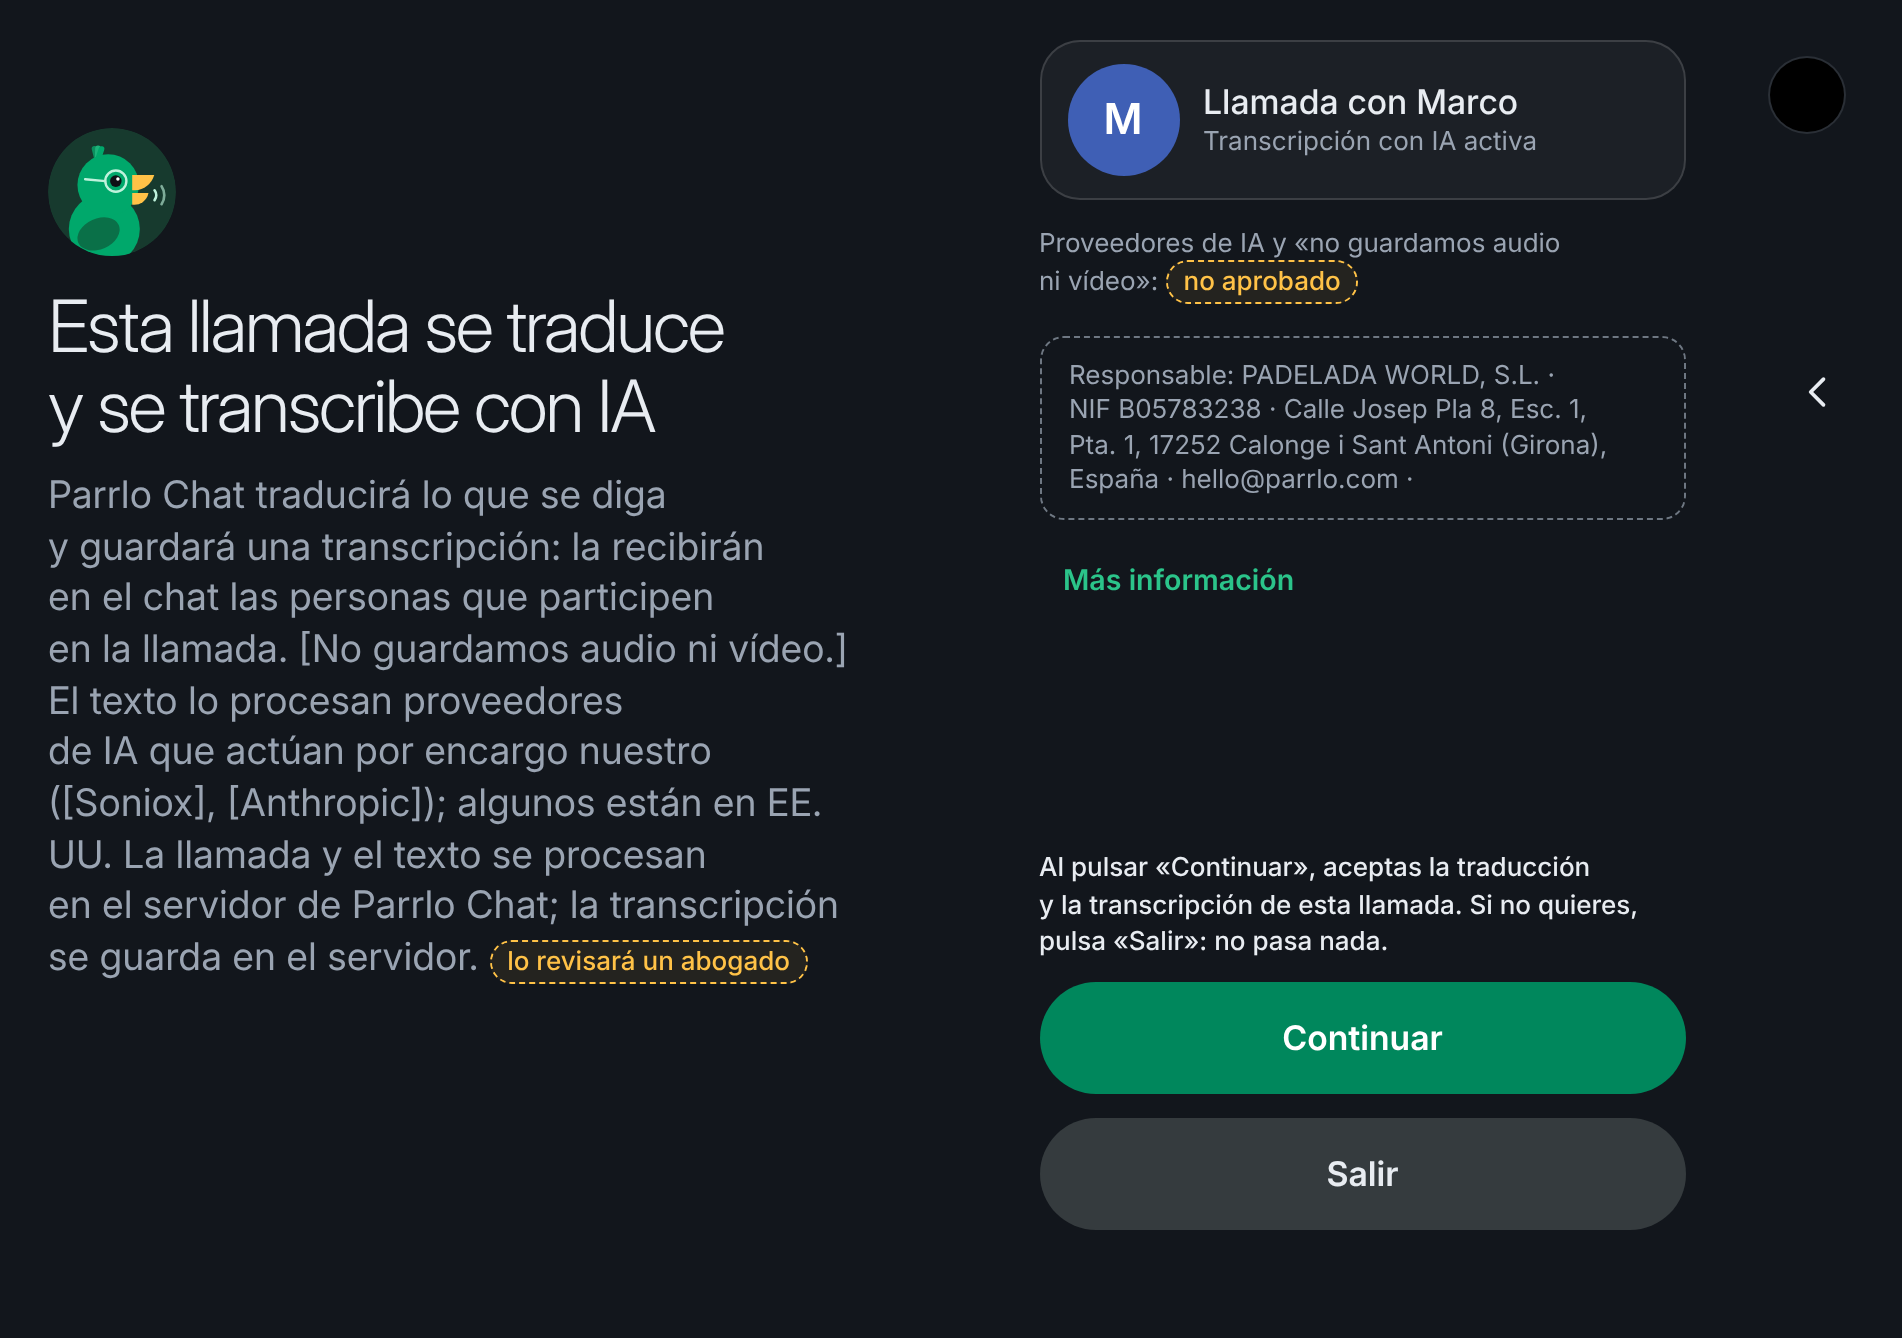 Esta llamada se traduce
y se transcribe con IA
Parrlo Chat traducirá lo que se diga
y guardará una transcripción: la recibirán
en el chat las personas que participen
en la llamada. [No guardamos audio ni vídeo.]
El texto lo procesan proveedores
de IA que actúan por encargo nuestro
([Soniox], [Anthropic]); algunos están en EE.
UU. La llamada y el texto se procesan
en el servidor de Parrlo Chat; la transcripción
se guarda en el servidor. lo revisará un abogado
M
Llamada con Marco
Transcripción con IA activa
Proveedores de IA y «no guardamos audio
ni vídeo»: no aprobado
Responsable: PADELADA WORLD, S.L. ·
NIF B05783238 · Calle Josep Pla 8, Esc. 1,
Pta. 1, 17252 Calonge i Sant Antoni (Girona),
España · hello@parrlo.com ·
Más información
Al pulsar «Continuar», aceptas la traducción
y la transcripción de esta llamada. Si no quieres,
pulsa «Salir»: no pasa nada.
Continuar
Salir